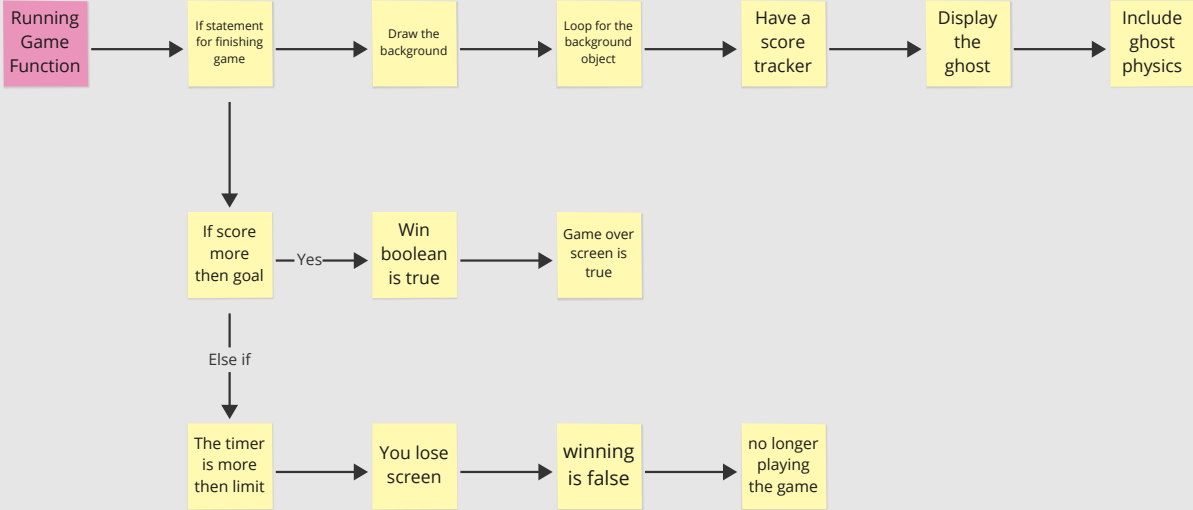 Running
Game
Function
If statement
for finishing
game
Draw the
background
Loop for the
background
object
Have a
score
tracker
Display
the
ghost
Include
ghost
physics
If score
more
then goal
Yes
Win
boolean
is true
Game over
screen is
true
Else if
The timer
is more
then limit
You lose
screen
winning
is false
no longer
playing
the game